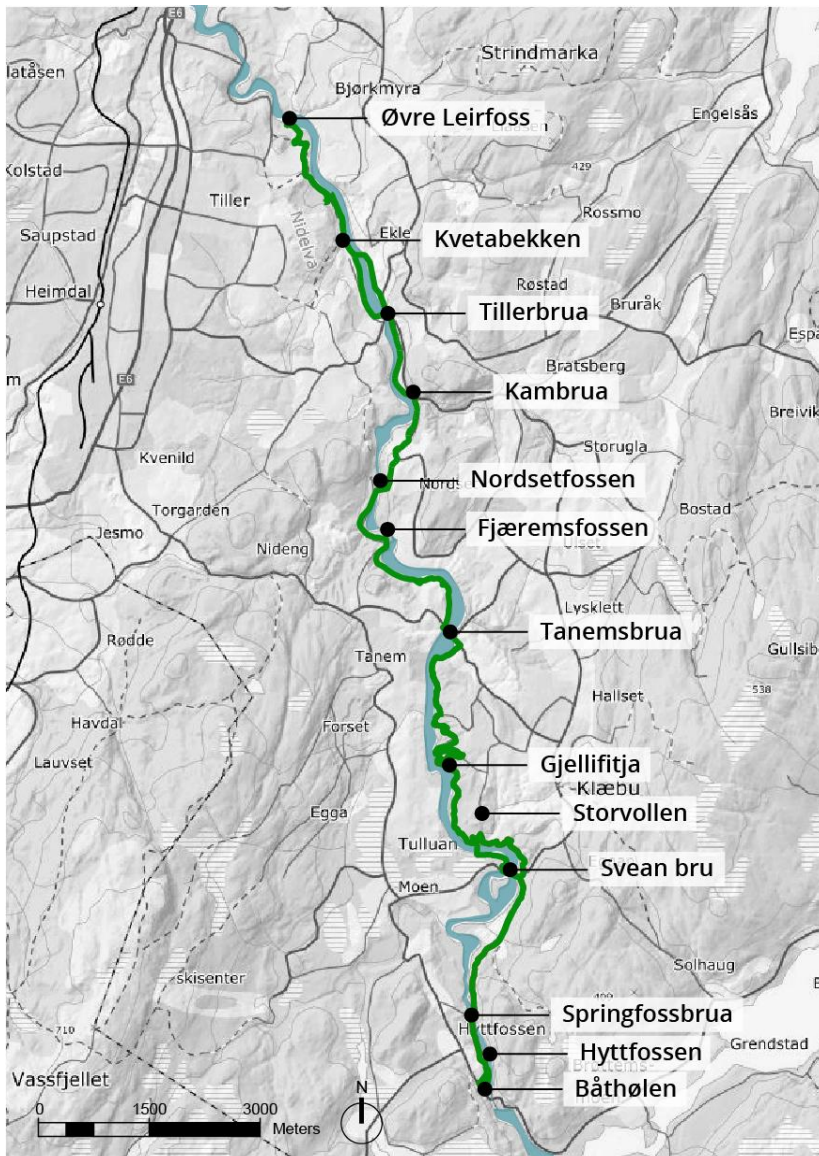 E6
Strindmarka
Bjørkmyra
Øvre Leirfoss
Engelsås
Kolstad
429
Tiller
Rossmo
Nidelva
Ekle
Saupstad
Kvetabekken
Heimdal
Røstad
Bruråk
Tillerbrua
E6
Bratsberg
Kambrua
Breivik
Kvenild
Storugla
Nordsetfossen
Torgarden
Bostad
Jesmo
Fjæremsfossen
Nideng
Lysklett
Rødde
Tanemsbrua
Tanem
Hallset
538
Havdal
Forset
Lauvset
Gjellifitja
Klæbu
Egga
Storvollen
Tulluan
Svean bru
Moen
Solhaug
skisenter
Springfossbrua
710
Hyttfossen
Grendstad
Hyttfossen
Vassfjellet
Båthølen
N
0 1500 3000
Meters